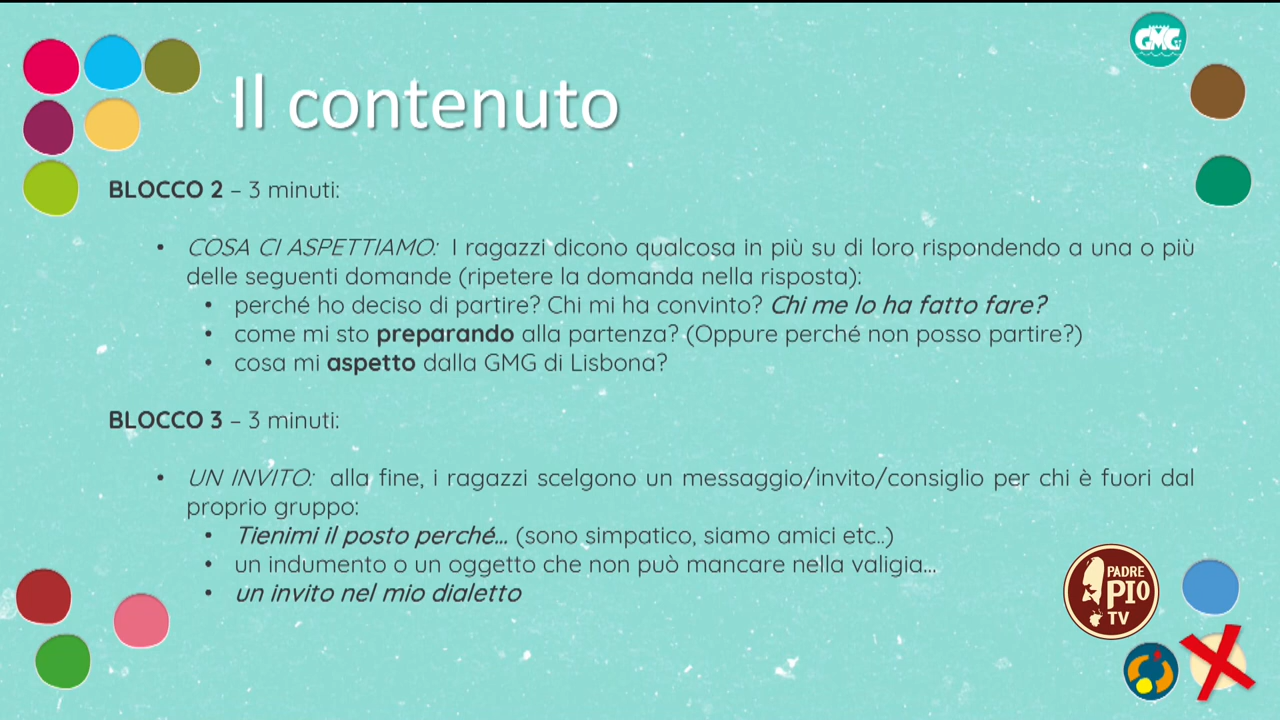 GMG
Il contenuto
BLOCCO 2 – 3 minuti:
• COSA CI ASPETTIAMO: I ragazzi dicono qualcosa in più su di loro rispondendo a una o più
delle seguenti domande (ripetere la domanda nella risposta):
• perché ho deciso di partire? Chi mi ha convinto? Chi me lo ha fatto fare?
• come mi sto preparando alla partenza? (Oppure perché non posso partire?)
• cosa mi aspetto dalla GMG di Lisbona?
BLOCCO 3 – 3 minuti:
• UN INVITO: alla fine, i ragazzi scelgono un messaggio/invito/consiglio per chi è fuori dal
proprio gruppo:
• Tienimi il posto perché... (sono simpatico, siamo amici etc..)
• un indumento o un oggetto che non può mancare nella valigia...
• un invito nel mio dialetto
PADRE
PIO
TV